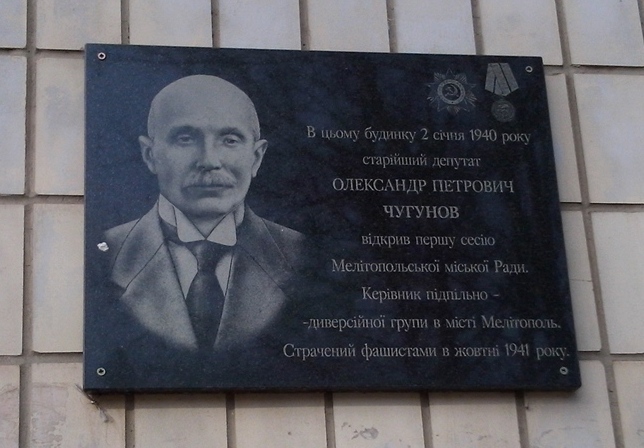 В цьому будинку 2 січня 1940 року
старійший депутат
ОЛЕКСАНДР ПЕТРОВИЧ
ЧУГУНОВ
відкрив першу сесію
Мелітопольської міської Ради.
Керівник підпільно -
-диверсійної групи в місті Мелітополь.
Страчений фашистами в жовтні 1941 року.